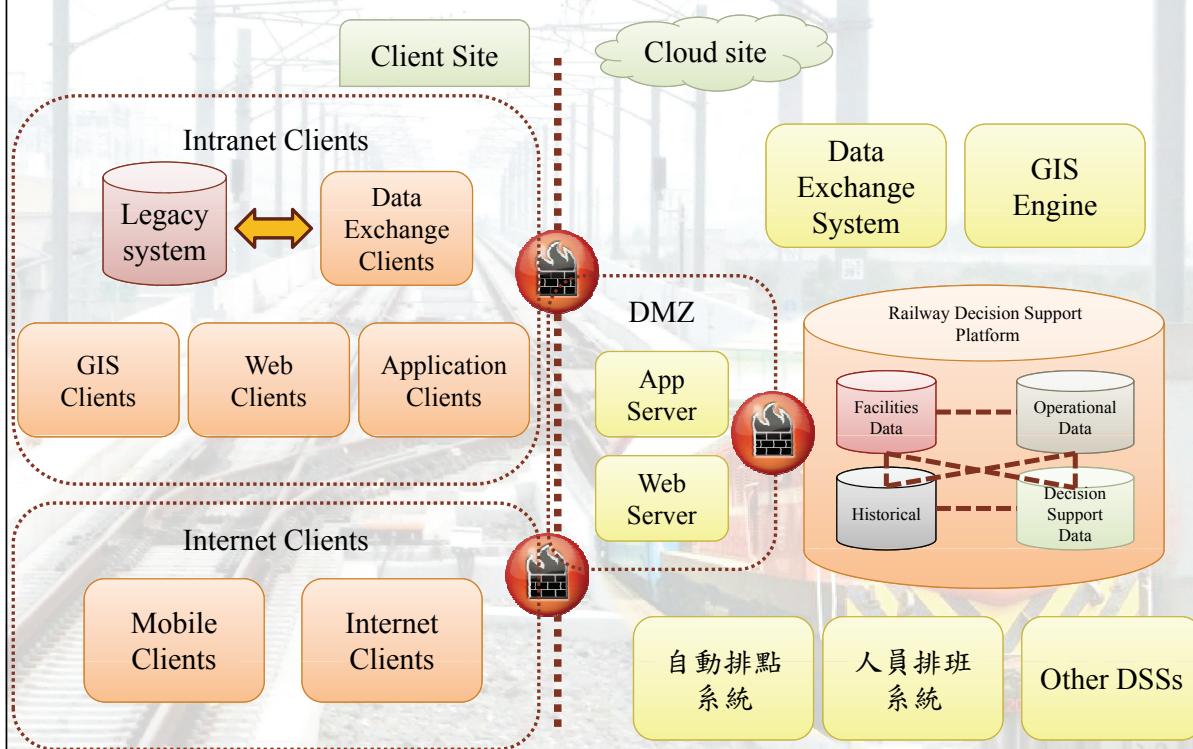 Client Site
Cloud site
Intranet Clients
Legacy
system
Data
Exchange
Clients
GIS
Clients
Web
Clients
Application
Clients
Internet Clients
Mobile
Clients
Internet
Clients
DMZ
App
Server
Web
Server
Data
Exchange
System
GIS
Engine
Railway Decision Support
Platform
Facilities
Data
Operational
Data
Historical
Decision
Support
Data
自動排點
系統
人員排班
系統
Other DSSs